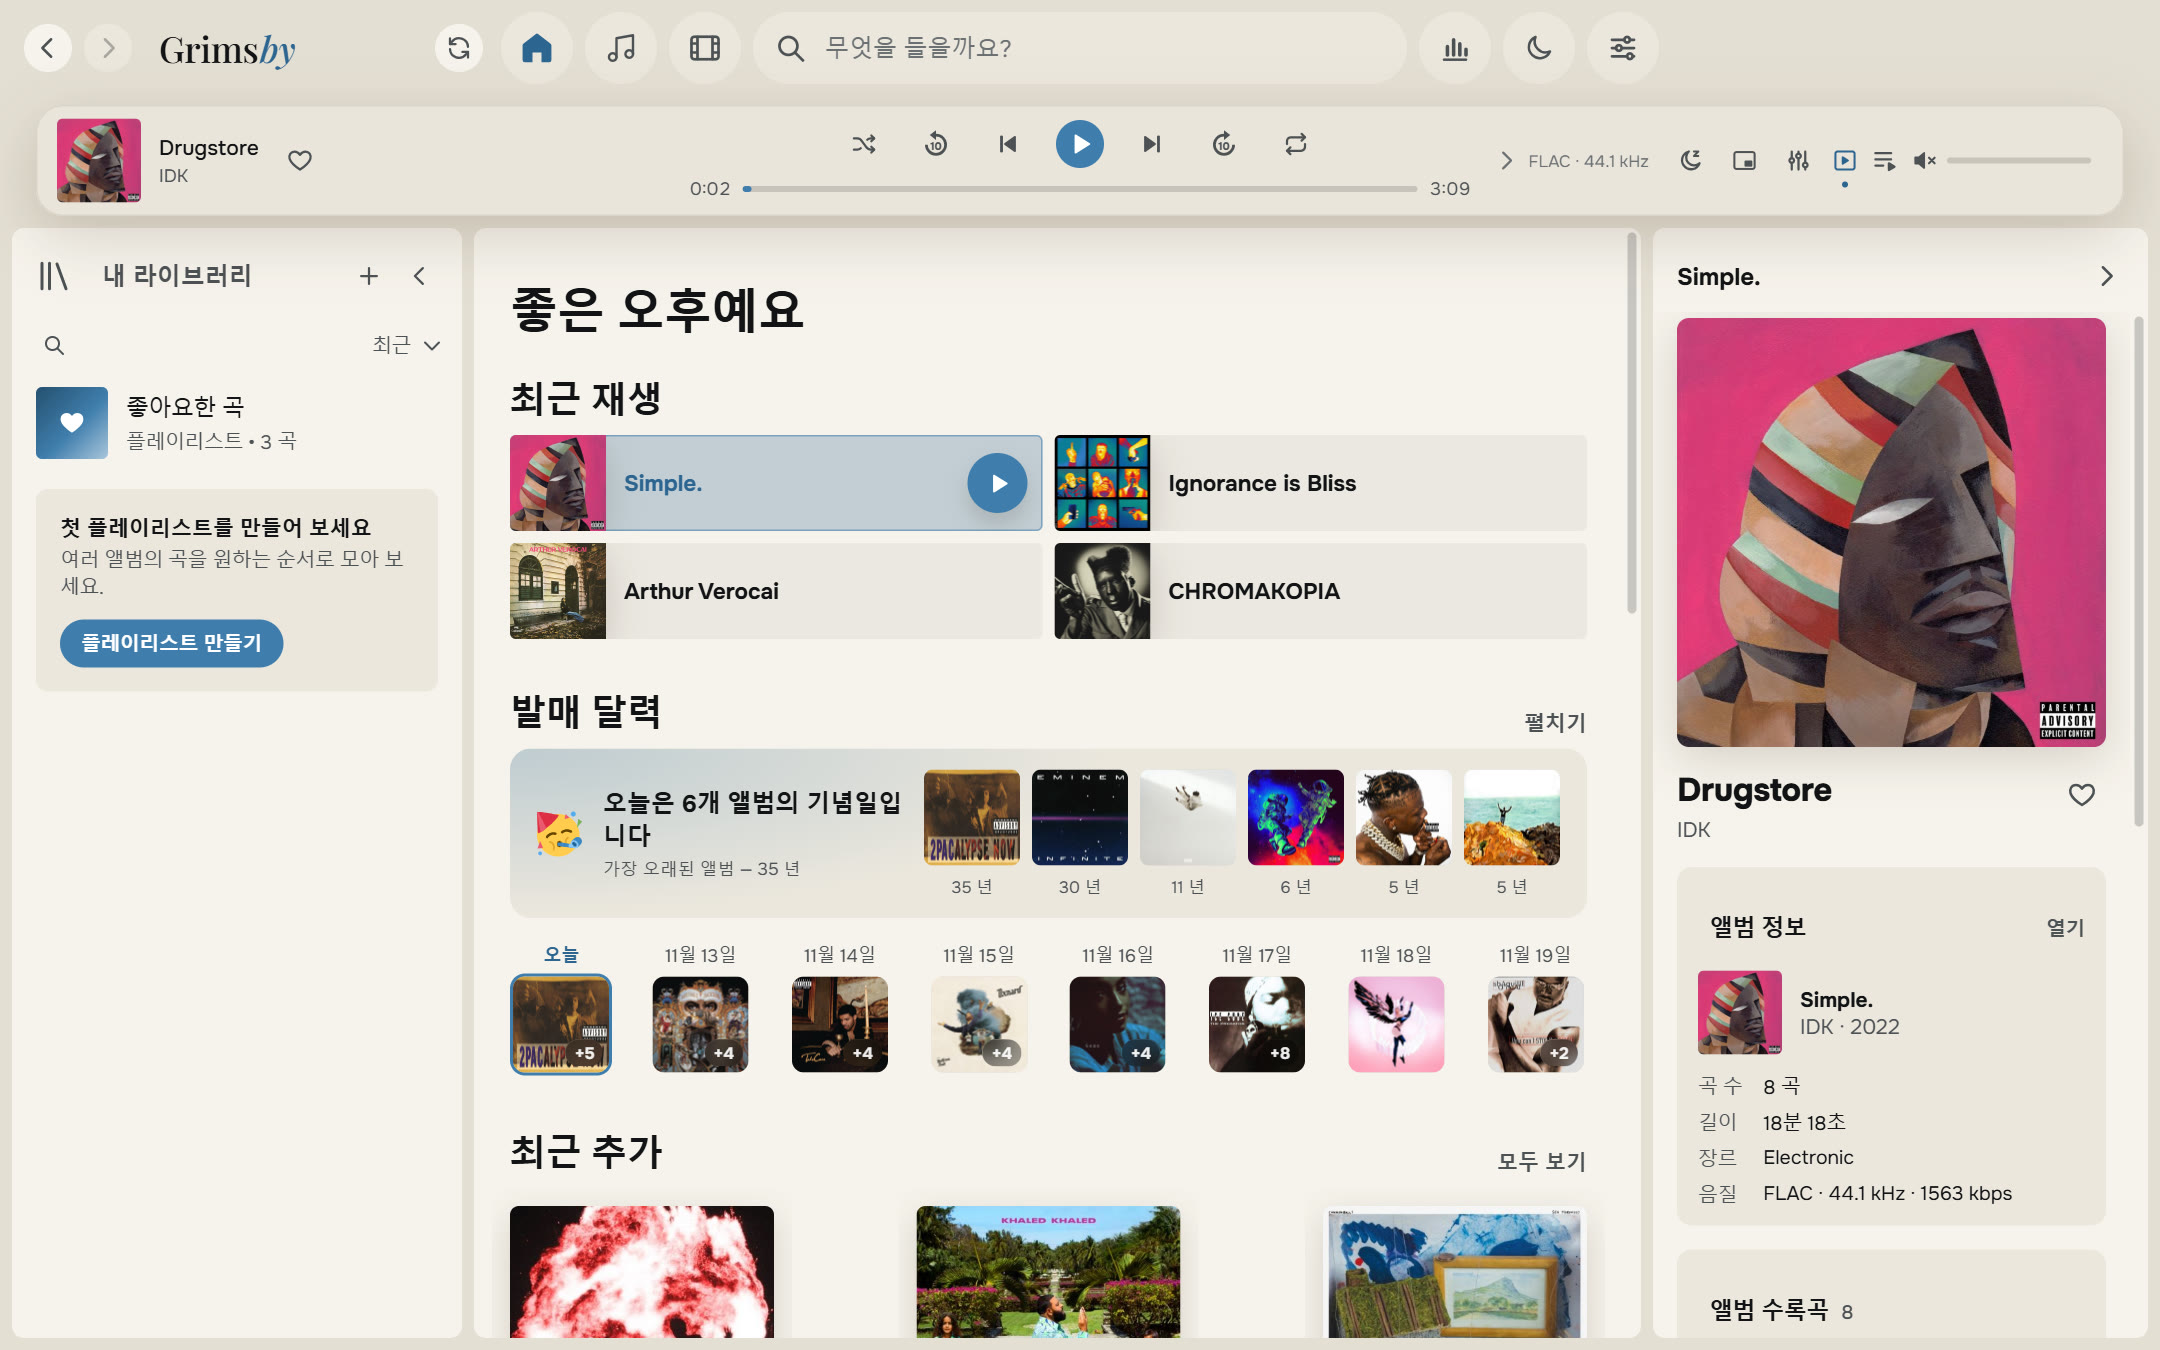 Grimsby
무엇을 들을까요?
Drugstore
IDK
10
10
0:02
3:09
FLAC · 44.1 kHz
내 라이브러리
최근
좋아요한 곡
플레이리스트 • 3 곡
첫 플레이리스트를 만들어 보세요
여러 앨범의 곡을 원하는 순서로 모아 보
세요.
플레이리스트 만들기
좋은 오후예요
최근 재생
Simple.
Ignorance is Bliss
Arthur Verocai
CHROMAKOPIA
발매 달력
펼치기
오늘은 6개 앨범의 기념일입
니다
가장 오래된 앨범 – 35 년
2PACALYPSE NOW
EMINEM
INFINITE
35 년
30 년
11 년
6 년
5 년
5 년
오늘
11월 13일
11월 14일
11월 15일
11월 16일
11월 17일
11월 18일
11월 19일
+5
+4
+4
+4
+4
+8
+2
최근 추가
모두 보기
KHALED KHALED
Simple.
PARENTAL
ADVISORY
EXPLICIT CONTENT
Drugstore
IDK
앨범 정보
열기
Simple.
IDK · 2022
곡 수 8 곡
길이 18분 18초
장르 Electronic
음질 FLAC · 44.1 kHz · 1563 kbps
앨범 수록곡 8